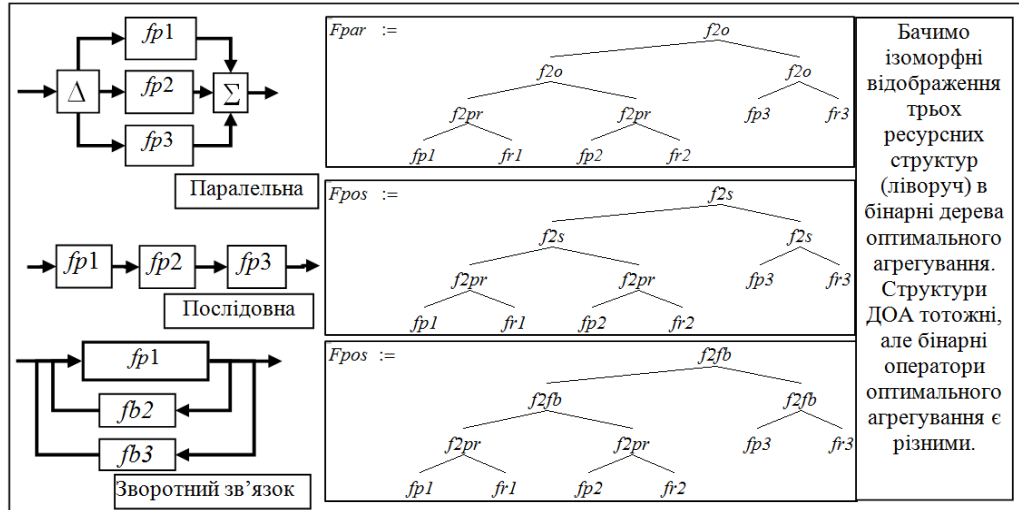 fp1
Δ
fp2
Σ
fp3
Паралельна
Fpar :=
f2o
f2o f2o
f2pr f2pr fp3 fr3
fp1 fr1 fp2 fr2
fp1 fp2 fp3
Послідовна
Fpos :=
f2s
f2s f2s
f2pr f2pr fp3 fr3
fp1 fr1 fp2 fr2
fp1
fb2
fb3
Зворотний зв’язок
Fpos :=
f2fb
f2fb f2fb
f2pr f2pr fp3 fr3
fp1 fr1 fp2 fr2
Бачимо
ізоморфні
відображення
трьох
ресурсних
структур
(ліворуч) в
бінарні дерева
оптимального
агрегування.
Структури
ДОА тотожні,
але бінарні
оператори
оптимального
агрегування є
різними.